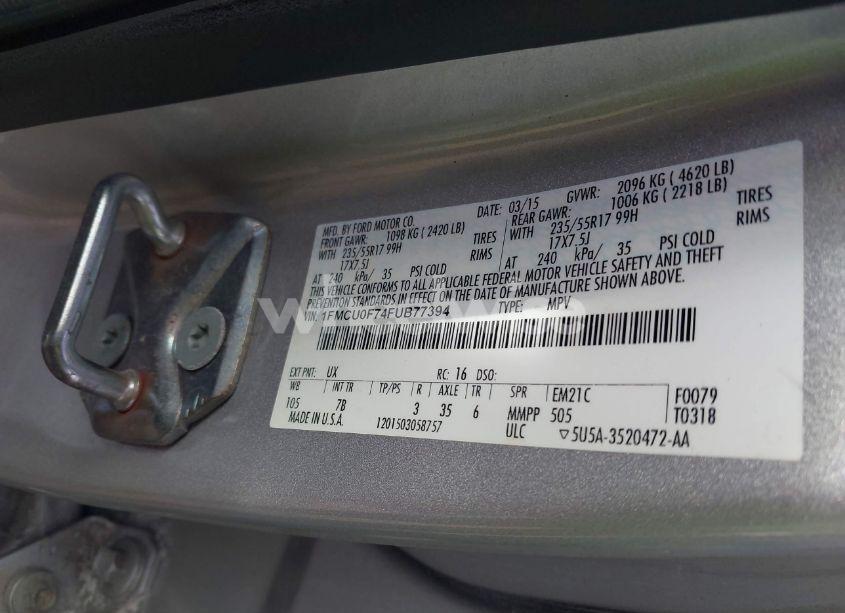 MFD. BY FORD MOTOR CO. DATE: 03/15 GVWR: 2096 KG ( 4620 LB)
FRONT GAWR: 1098 KG ( 2420 LB) REAR GAWR: 1006 KG ( 2218 LB)
WITH 235/55R17 99H TIRES WITH 235/55R17 99H TIRES
17X7.5J RIMS 17X7.5J RIMS
AT 240 kPa/ 35 PSI COLD AT 240 kPa/ 35 PSI COLD
THIS VEHICLE CONFORMS TO ALL APPLICABLE FEDERAL MOTOR VEHICLE SAFETY AND THEFT
PREVENTION STANDARDS IN EFFECT ON THE DATE OF MANUFACTURE SHOWN ABOVE.
VIN: 1FMCU0F74FUB77394 TYPE: MPV
EXT PNT: UX RC: 16 DSO:
WB INT TR TP/PS R AXLE TR SPR EM21C F0079
105 7B 3 35 6 MMPP 505 T0318
MADE IN U.S.A. 1201503058757 ULC ▽5U5A-3520472-AA